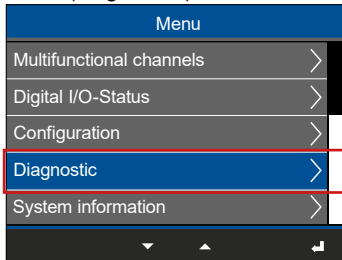 Menu
Multifunctional channels
Digital I/O-Status
Configuration
Diagnostic
System information